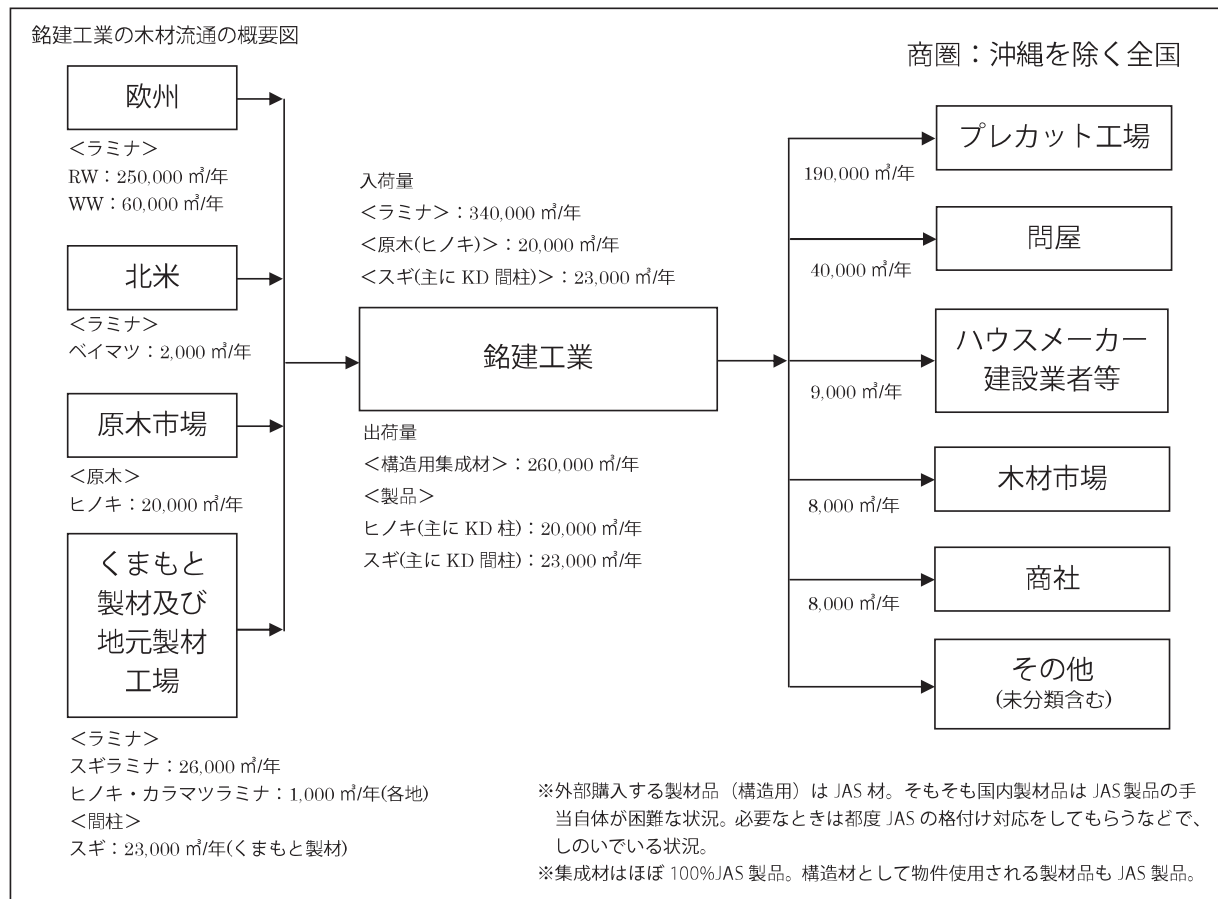 銘建工業の木材流通の概要図
商圏：沖縄を除く全国
欧州
＜ラミナ＞
RW：250,000 ㎥/年
WW：60,000 ㎥/年
北米
＜ラミナ＞
ベイマツ：2,000 ㎥/年
原木市場
＜原木＞
ヒノキ：20,000 ㎥/年
くまもと
製材及び
地元製材
工場
＜ラミナ＞
スギラミナ：26,000 ㎥/年
ヒノキ・カラマツラミナ：1,000 ㎥/年(各地)
＜間柱＞
スギ：23,000 ㎥/年(くまもと製材)
入荷量
＜ラミナ＞：340,000 ㎥/年
＜原木(ヒノキ)＞：20,000 ㎥/年
＜スギ(主に KD 間柱)＞：23,000 ㎥/年
銘建工業
出荷量
＜構造用集成材＞：260,000 ㎥/年
＜製品＞
ヒノキ(主に KD 柱)：20,000 ㎥/年
スギ(主に KD 間柱)：23,000 ㎥/年
プレカット工場
190,000 ㎥/年
問屋
40,000 ㎥/年
ハウスメーカー
建設業者等
9,000 ㎥/年
木材市場
8,000 ㎥/年
商社
8,000 ㎥/年
その他
(未分類含む)
※外部購入する製材品（構造用）は JAS 材。そもそも国内製材品は JAS 製品の手
当自体が困難な状況。必要なときは都度 JAS の格付け対応をしてもらうなどで、
しのいでいる状況。
※集成材はほぼ 100%JAS 製品。構造材として物件使用される製材品も JAS 製品。